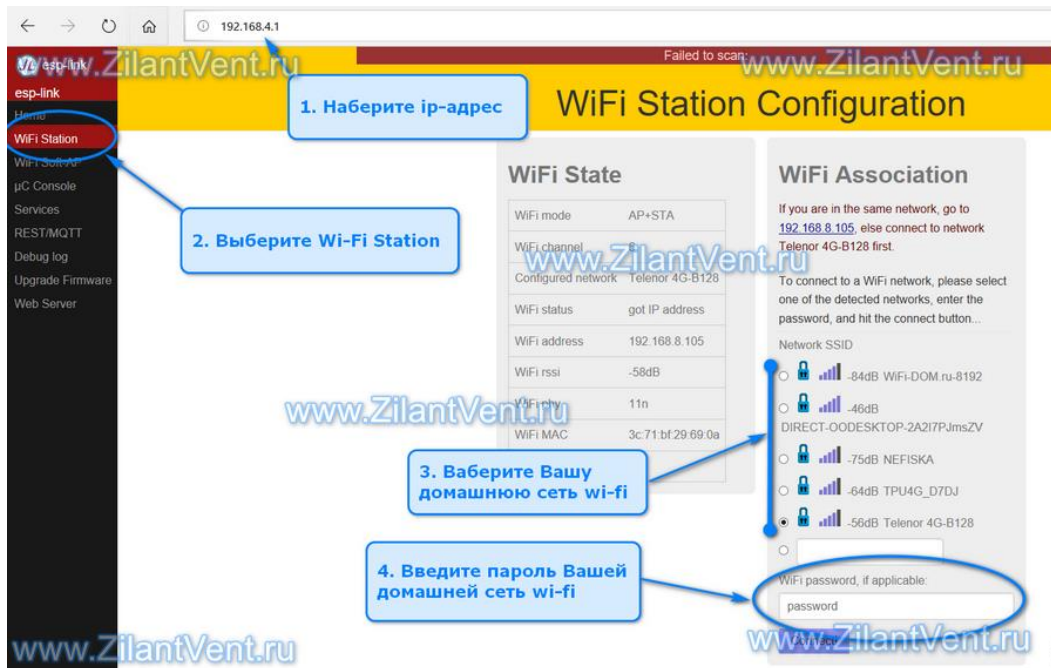 192.168.4.1
esp-link
Failed to scan:
www.ZilantVent.ru
www.ZilantVent.ru
esp-link
Home
WiFi Station
WiFi Soft-AP
µC Console
Services
REST/MQTT
Debug log
Upgrade Firmware
Web Server
1. Наберите ip-адрес
WiFi Station Configuration
2. Выберите Wi-Fi Station
WiFi State
WiFi mode AP+STA
WiFi channel
Configured network Telenor 4G-B128
WiFi status got IP address
WiFi address 192.168.8.105
WiFi rssi -58dB
WiFi phy 11n
WiFi MAC 3c:71:bf:29:69:0a
www.ZilantVent.ru
www.ZilantVent.ru
WiFi Association
If you are in the same network, go to
192.168.8.105, else connect to network
Telenor 4G-B128 first.
To connect to a WiFi network, please select
one of the detected networks, enter the
password, and hit the connect button...
Network SSID
-84dB WiFi-DOM.ru-8192
-46dB
DIRECT-OODESKTOP-2A2I7PJmsZV
-75dB NEFISKA
-64dB TPU4G_D7DJ
-56dB Telenor 4G-B128
3. Ваберите Вашу
домашнюю сеть wi-fi
4. Введите пароль Вашей
домашней сеть wi-fi
WiFi password, if applicable:
password
www.ZilantVent.ru
www.ZilantVent.ru